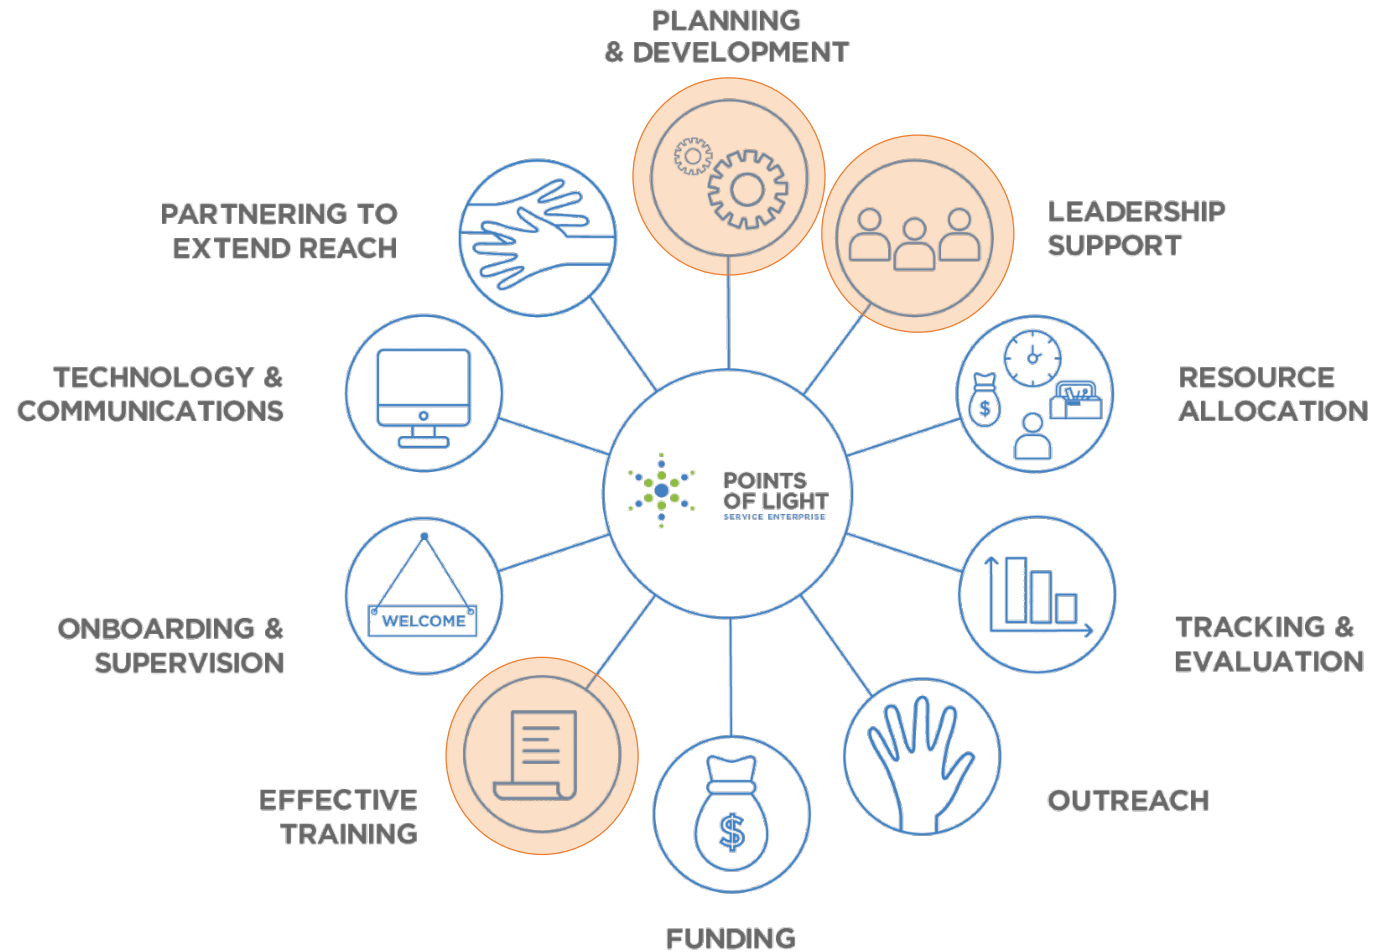 PLANNING
& DEVELOPMENT
PARTNERING TO
EXTEND REACH
LEADERSHIP
SUPPORT
TECHNOLOGY &
COMMUNICATIONS
$
RESOURCE
ALLOCATION
POINTS
OF LIGHT
SERVICE ENTERPRISE
ONBOARDING &
SUPERVISION
WELCOME
TRACKING &
EVALUATION
EFFECTIVE
TRAINING
$
OUTREACH
FUNDING